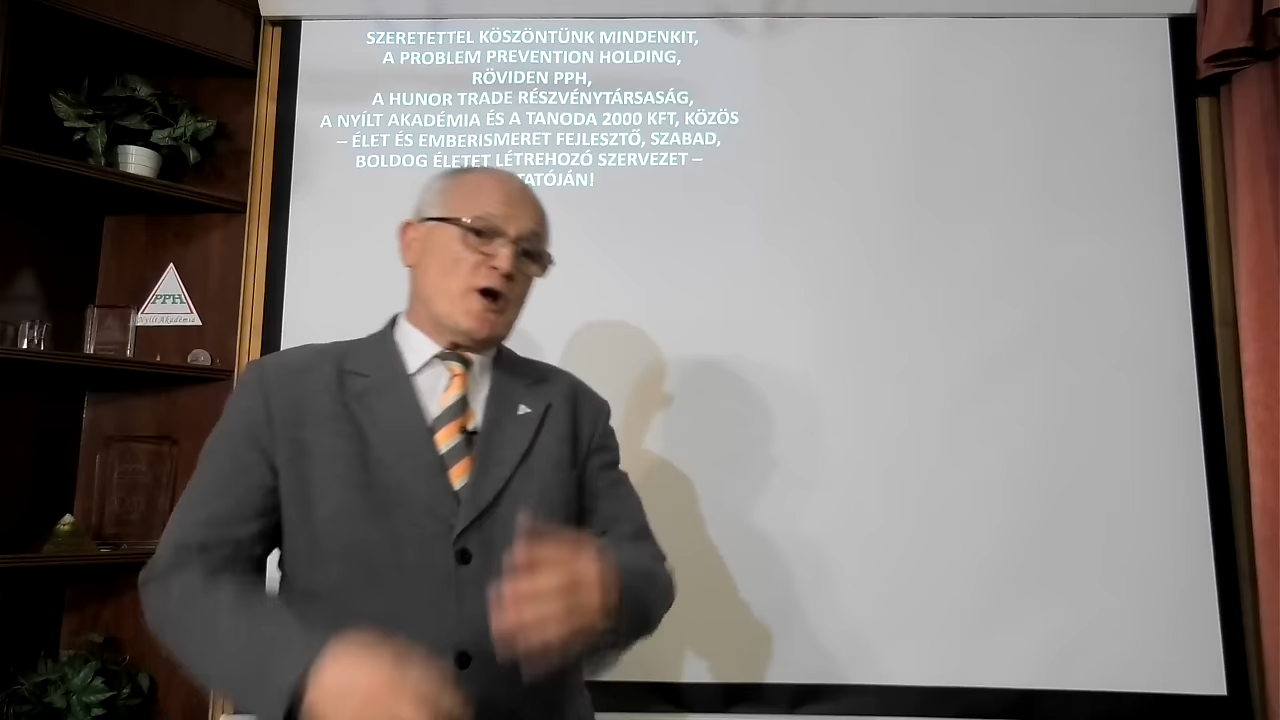 SZERETETTEL KÖSZÖNTÜNK MINDENKIT,
A PROBLEM PREVENTION HOLDING,
RÖVIDEN PPH,
A HUNOR TRADE RÉSZVÉNYTÁRSASÁG,
A NYÍLT AKADÉMIA ÉS A TANODA 2000 KFT, KÖZÖS
– ÉLET ÉS EMBERISMERET FEJLESZTŐ, SZABAD,
BOLDOG ÉLETET LÉTREHOZÓ SZERVEZET –
TATÓJÁN!
PPH
Nyílt Akadémia